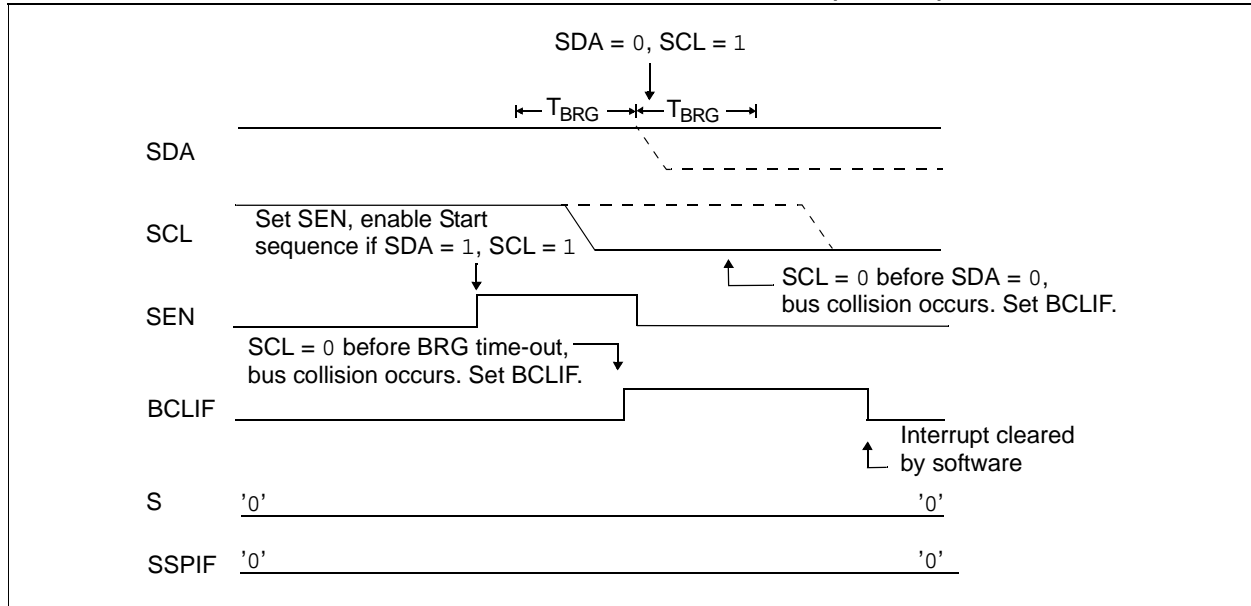 SDA = 0, SCL = 1
TBRG TBRG
SDA
SCL
Set SEN, enable Start
sequence if SDA = 1, SCL = 1
SCL = 0 before SDA = 0,
bus collision occurs. Set BCLIF.
SEN
SCL = 0 before BRG time-out,
bus collision occurs. Set BCLIF.
BCLIF
Interrupt cleared
by software
S '0' '0'
SSPIF '0' '0'